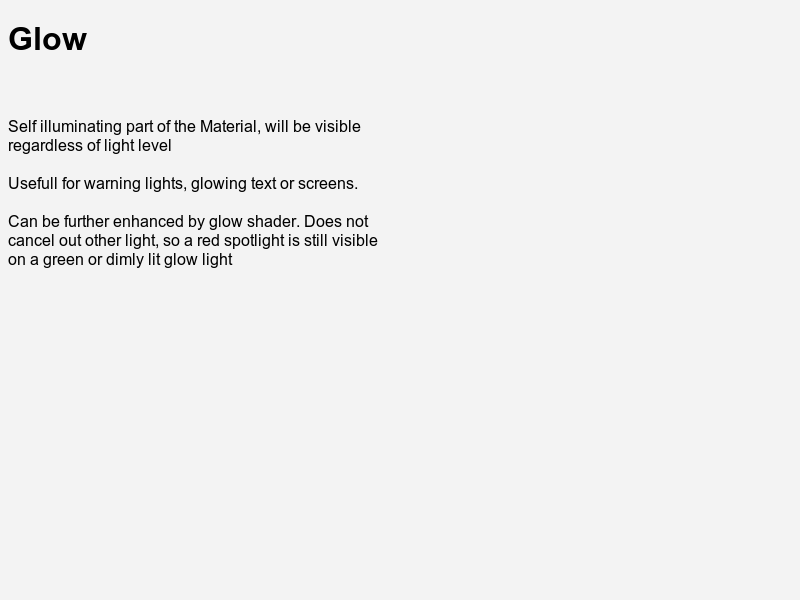 Glow
Self illuminating part of the Material, will be visible
regardless of light level
Usefull for warning lights, glowing text or screens.
Can be further enhanced by glow shader. Does not
cancel out other light, so a red spotlight is still visible
on a green or dimly lit glow light